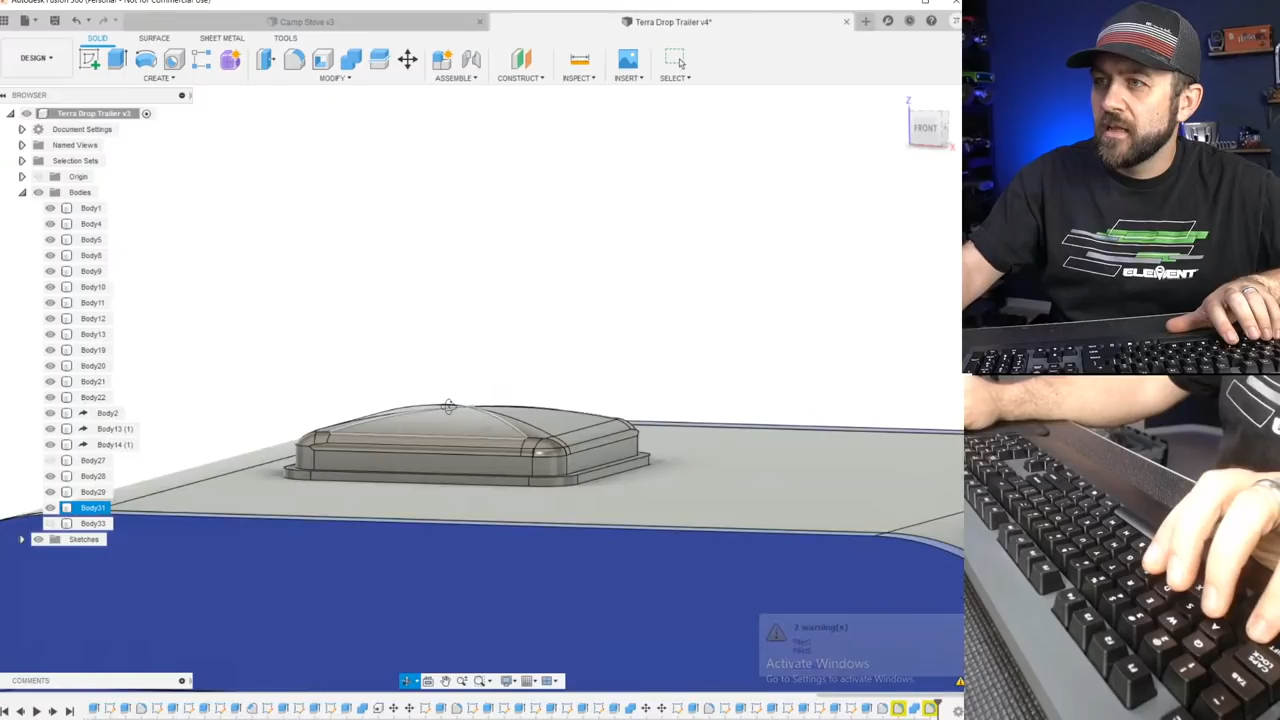 Autodesk Fusion 360 (Personal - Not for Commercial Use)
Camp Stove v3
Terra Drop Trailer v4*
SOLID SURFACE SHEET METAL TOOLS
DESIGN
CREATE MODIFY ASSEMBLE CONSTRUCT INSPECT INSERT SELECT
BROWSER
Terra Drop Trailer v3
Document Settings
Named Views
Selection Sets
Origin
Bodies
Body1
Body4
Body5
Body8
Body9
Body10
Body11
Body12
Body13
Body19
Body20
Body21
Body22
Body2
Body13 (1)
Body14 (1)
Body27
Body28
Body29
Body31
Body33
Sketches
Z
FRONT
X
ELEMENT
Activate Windows
Go to Settings to activate Windows.
COMMENTS